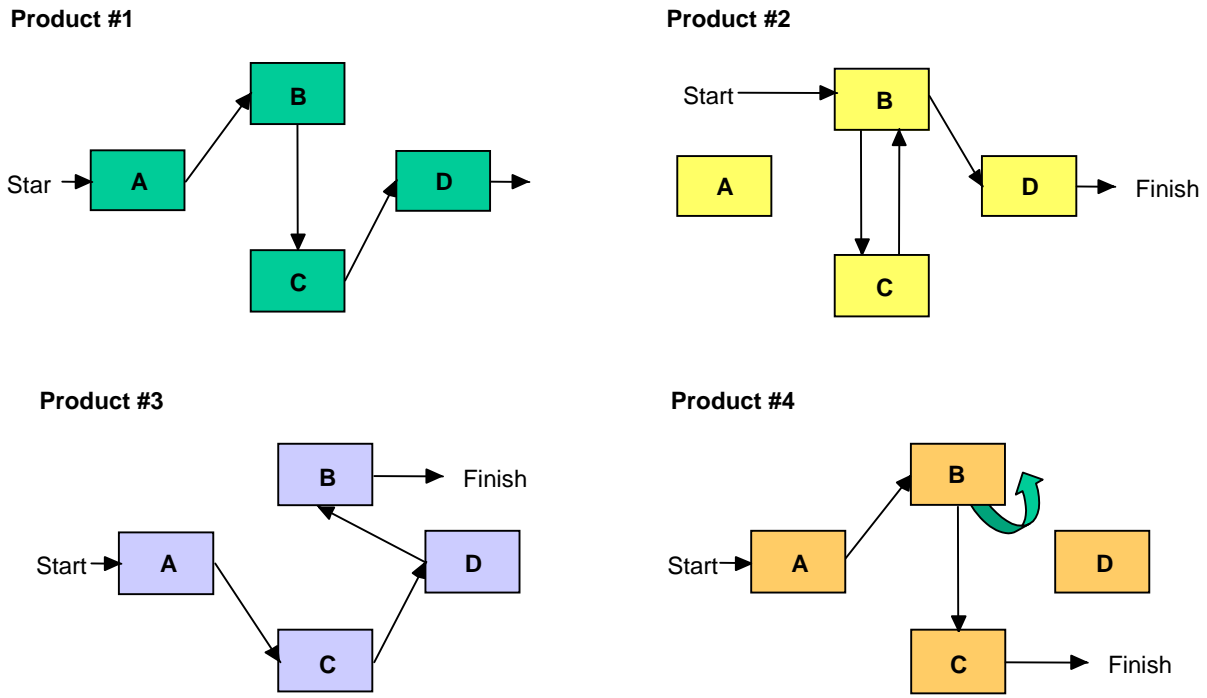 Product #1
Product #2
B
Start
B
Star
A
D
A
D
Finish
C
C
Product #3
Product #4
B
Finish
B
Start
A
D
Start
A
D
C
Finish
C